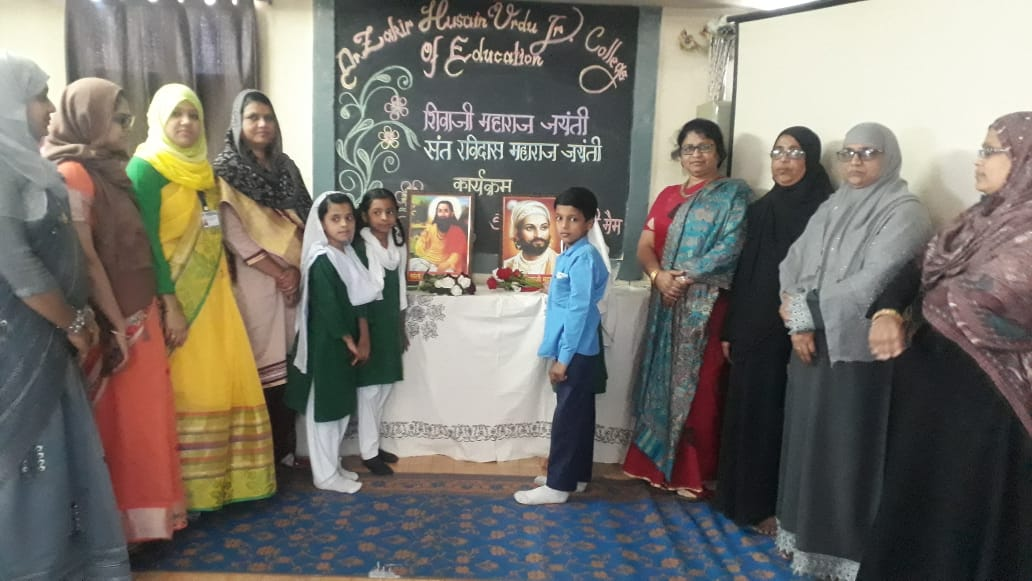 Dr. Zakir Husain Urdu Jr. College
Of Education
शिवाजी महाराज जयंती
संत रविदास महाराज जयंती
कार्यक्रम
मैम